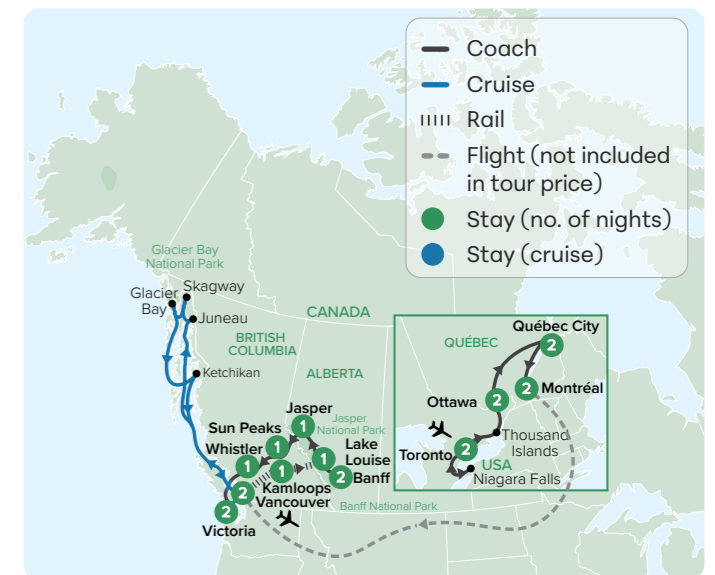 Coach
Cruise
Rail
Flight (not included
in tour price)
Stay (no. of nights)
Stay (cruise)
Glacier Bay
National Park
Glacier
Bay
Skagway
Juneau
Ketchikan
CANADA
BRITISH
COLUMBIA
ALBERTA
Jasper
1
Jasper
National Park
Sun Peaks
1
Whistler
1
Lake
Louise
1
Banff
2
Kamloops
1
Vancouver
2
Victoria
2
Banff National Park
QUÉBEC
Québec City
2
Montréal
2
Ottawa
2
Thousand
Islands
Toronto
2
USA
Niagara Falls